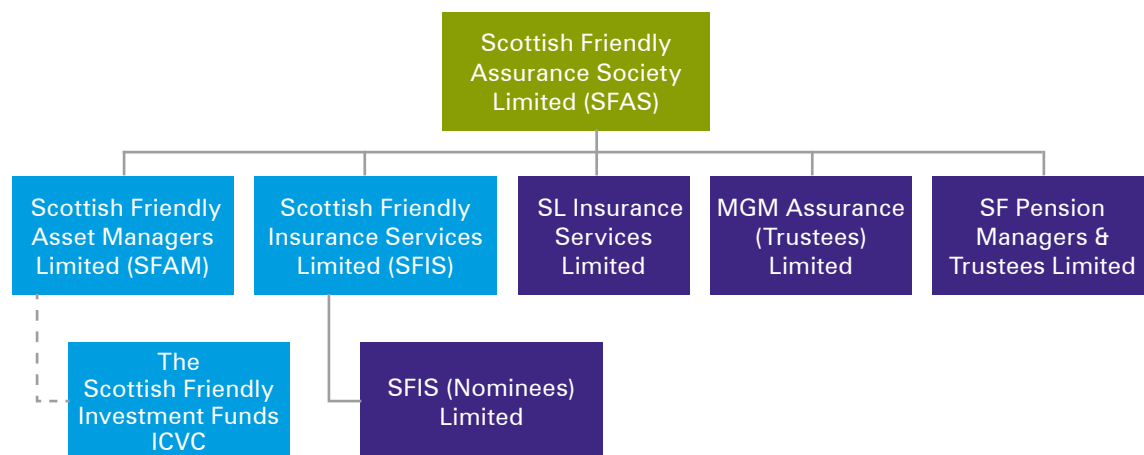 Scottish Friendly
Assurance Society
Limited (SFAS)
Scottish Friendly
Asset Managers
Limited (SFAM)
Scottish Friendly
Insurance Services
Limited (SFIS)
SL Insurance
Services
Limited
MGM Assurance
(Trustees)
Limited
SF Pension
Managers &
Trustees Limited
The
Scottish Friendly
Investment Funds
ICVC
SFIS (Nominees)
Limited